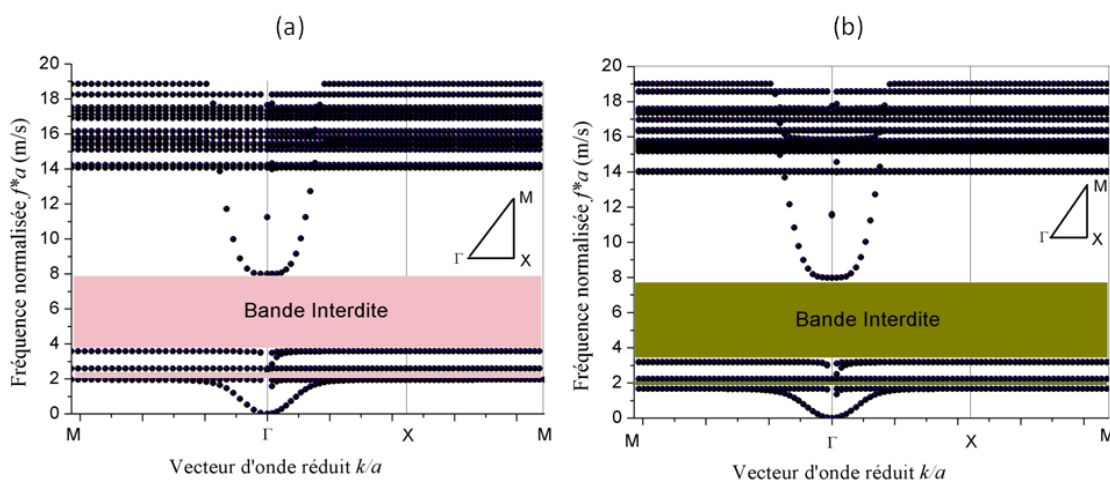 (a)
20
18
16
14
12
10
8
6
4
2
0
Fréquence normalisée f*a (m/s)
Bande Interdite
M
Γ
X
M
Γ
X
M
Vecteur d'onde réduit k/a
(b)
20
18
16
14
12
10
8
6
4
2
0
Fréquence normalisée f*a (m/s)
Bande Interdite
M
Γ
X
M
Γ
X
M
Vecteur d'onde réduit k/a